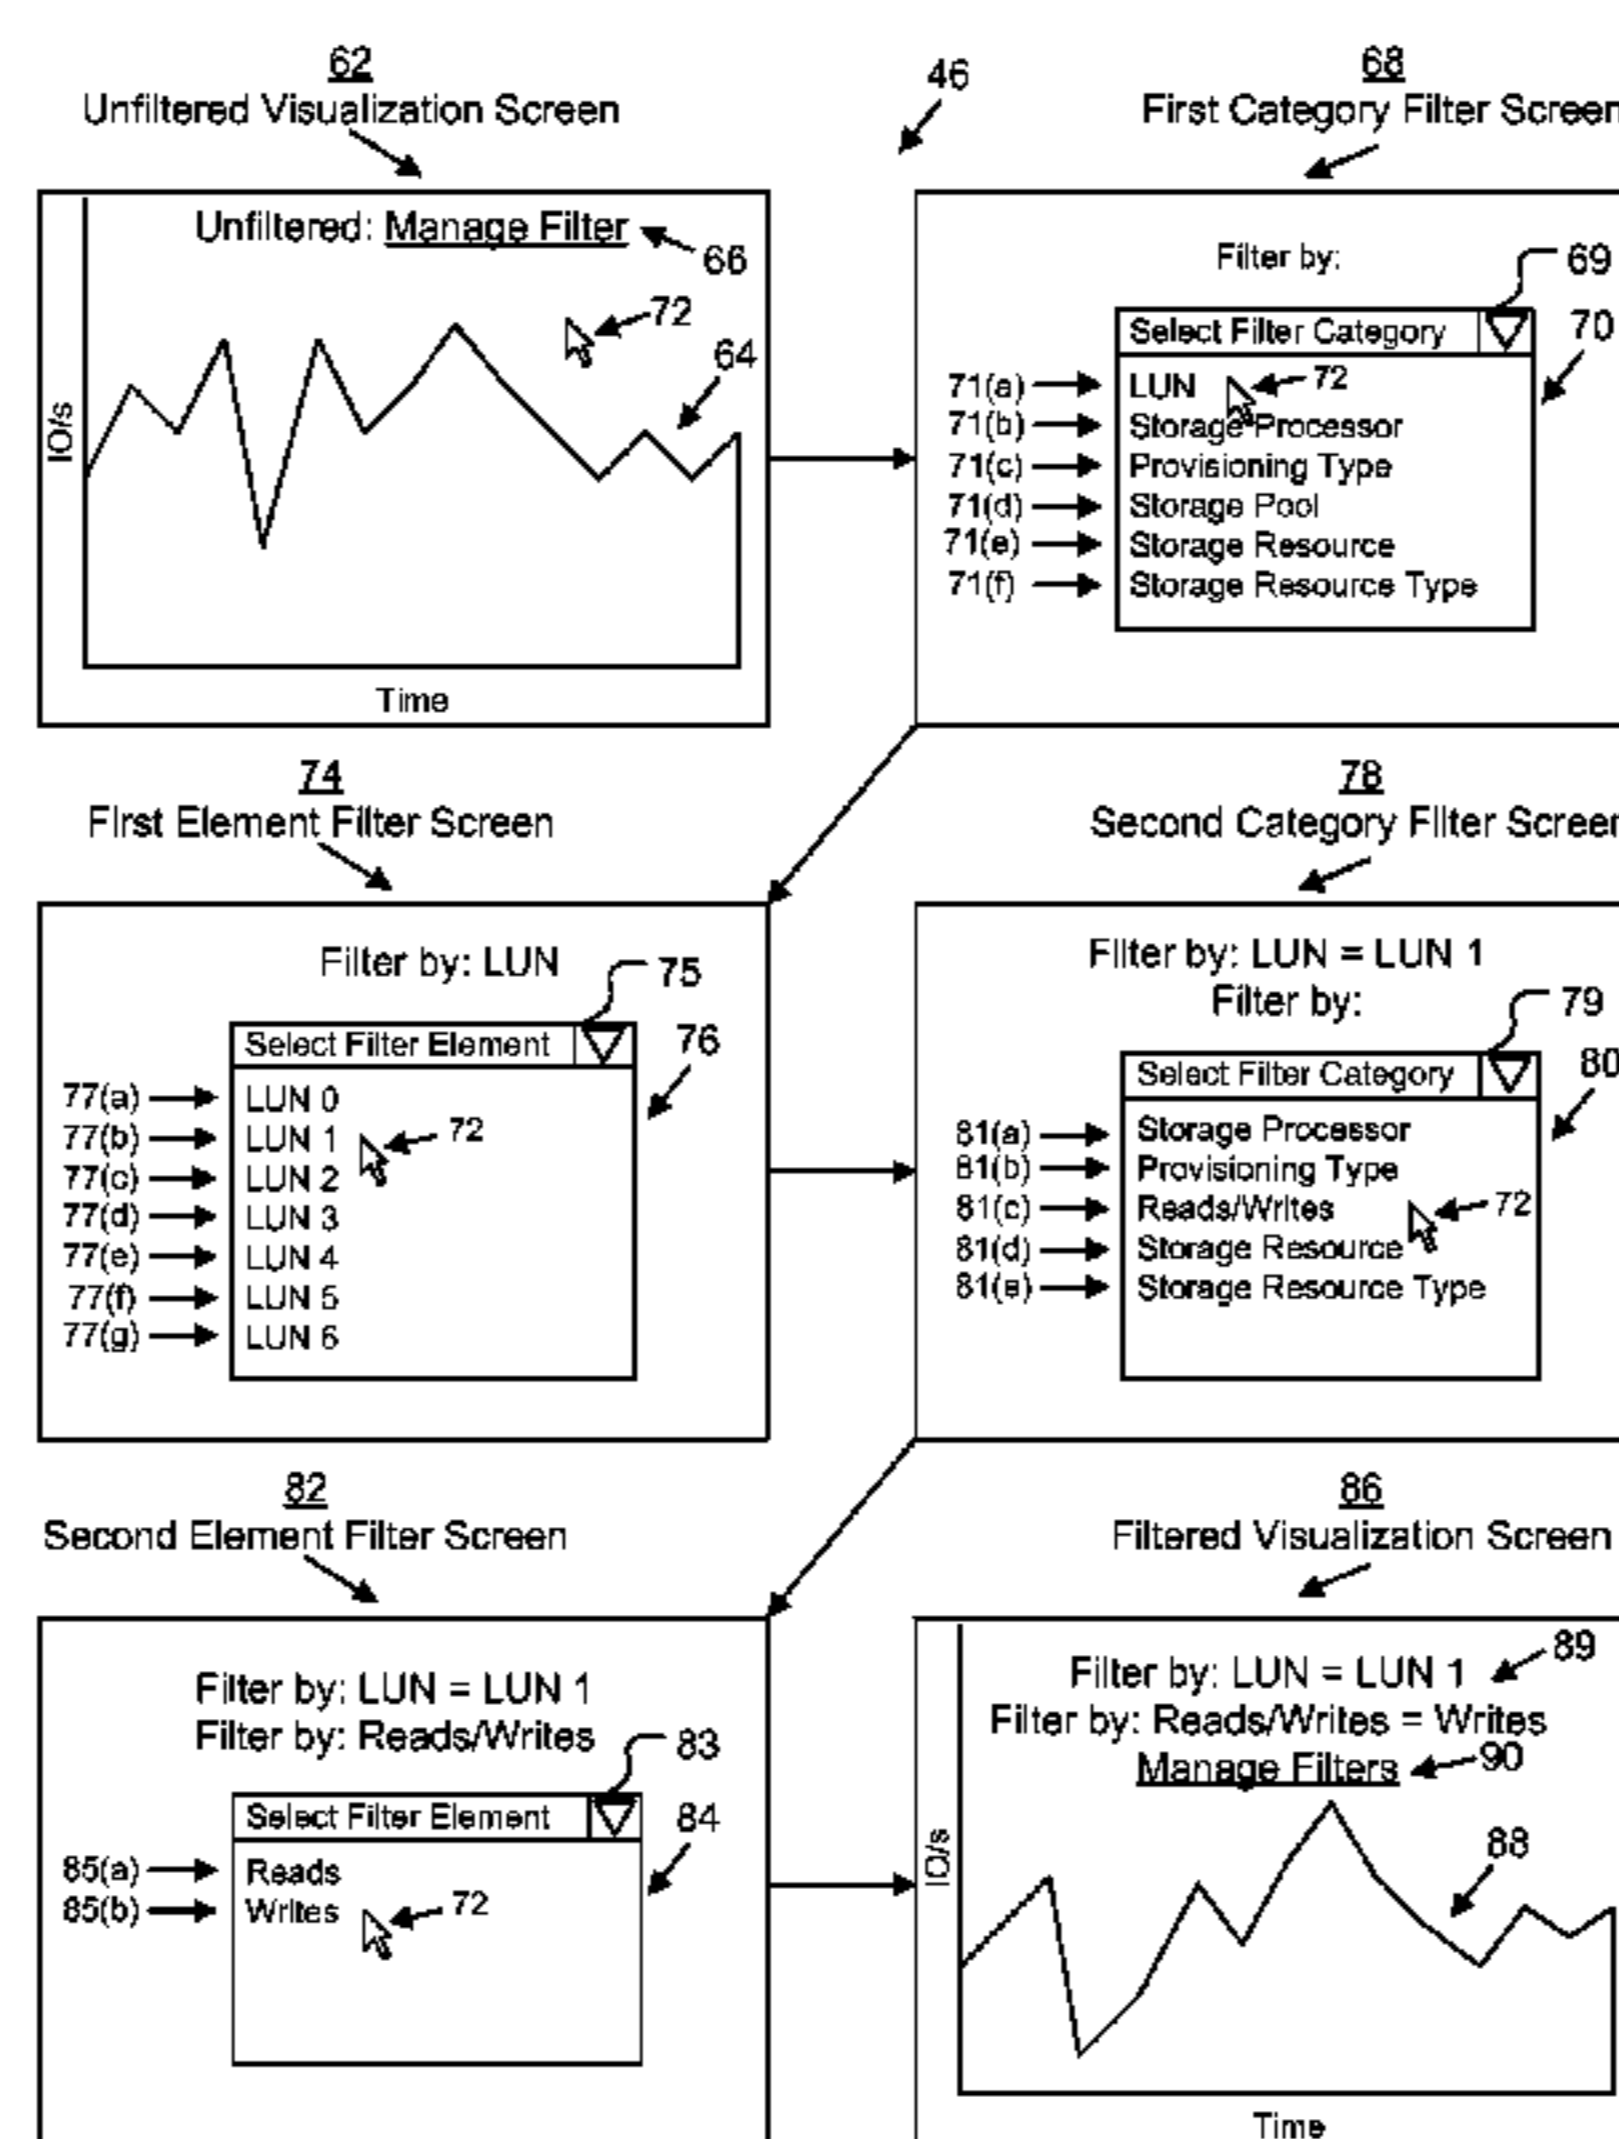 62
Unfiltered Visualization Screen
46
68
First Category Filter Screen
Unfiltered: Manage Filter
66
72
64
IO/s
Time
Filter by:
69
Select Filter Category
70
71(a)
LUN
72
71(b)
Storage Processor
71(c)
Provisioning Type
71(d)
Storage Pool
71(e)
Storage Resource
71(f)
Storage Resource Type
74
First Element Filter Screen
78
Second Category Filter Screen
Filter by: LUN
75
Select Filter Element
76
77(a)
LUN 0
77(b)
LUN 1
72
77(c)
LUN 2
77(d)
LUN 3
77(e)
LUN 4
77(f)
LUN 5
77(g)
LUN 6
Filter by: LUN = LUN 1
Filter by:
79
Select Filter Category
80
81(a)
Storage Processor
81(b)
Provisioning Type
81(c)
Reads/Writes
72
81(d)
Storage Resource
81(e)
Storage Resource Type
82
Second Element Filter Screen
86
Filtered Visualization Screen
Filter by: LUN = LUN 1
Filter by: Reads/Writes
83
Select Filter Element
84
85(a)
Reads
85(b)
Writes
72
Filter by: LUN = LUN 1
89
Filter by: Reads/Writes = Writes
Manage Filters
90
88
IO/s
Time